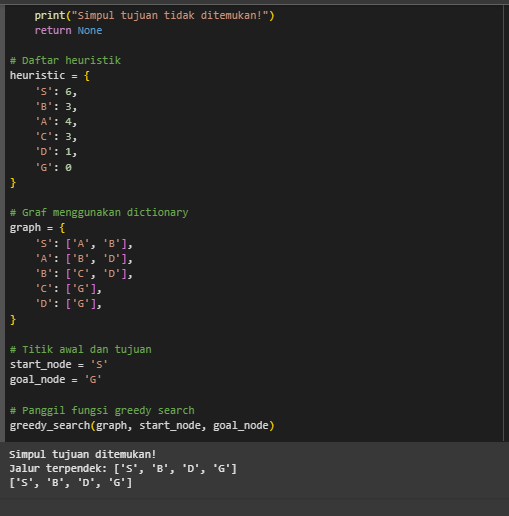 print("Simpul tujuan tidak ditemukan!")
return None
# Daftar heuristik
heuristic = {
'S': 6,
'B': 3,
'A': 4,
'C': 3,
'D': 1,
'G': 0
}
# Graf menggunakan dictionary
graph = {
'S': ['A', 'B'],
'A': ['B', 'D'],
'B': ['C', 'D'],
'C': ['G'],
'D': ['G'],
}
# Titik awal dan tujuan
start_node = 'S'
goal_node = 'G'
# Panggil fungsi greedy search
greedy_search(graph, start_node, goal_node)
Simpul tujuan ditemukan!
Jalur terpendek: ['S', 'B', 'D', 'G']
['S', 'B', 'D', 'G']